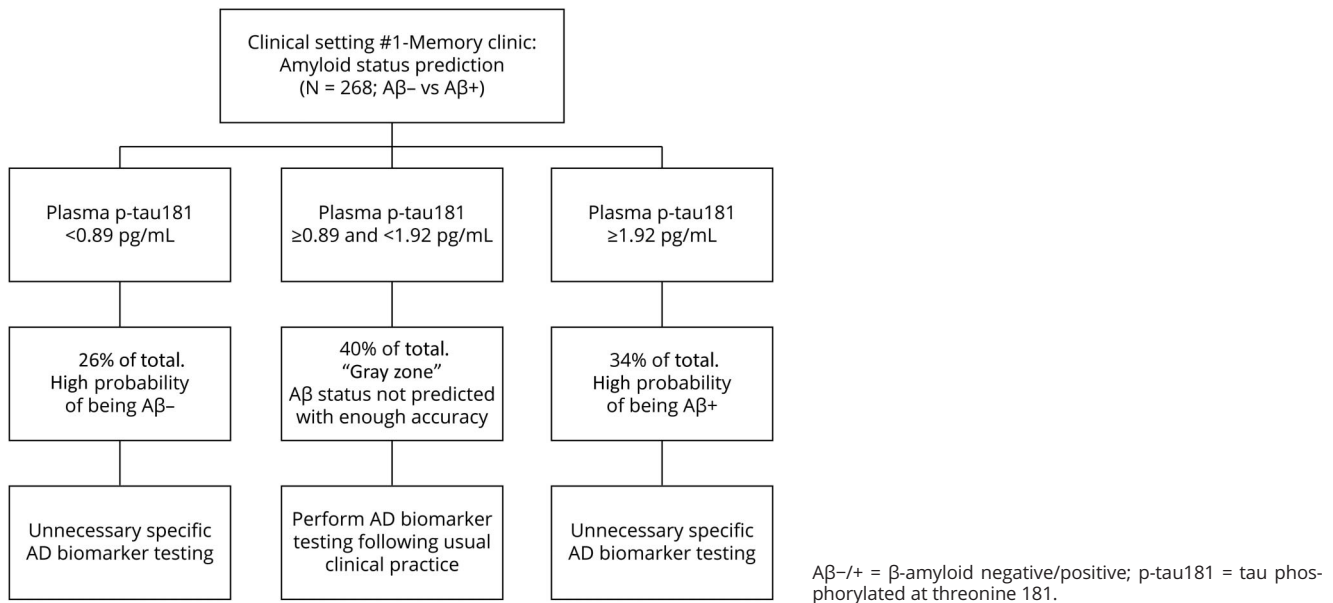 Clinical setting #1-Memory clinic:
Amyloid status prediction
(N = 268; Aβ– vs Aβ+)
Plasma p-tau181
<0.89 pg/mL
Plasma p-tau181
≥0.89 and <1.92 pg/mL
Plasma p-tau181
≥1.92 pg/mL
26% of total.
High probability
of being Aβ–
40% of total.
“Gray zone”
Aβ status not predicted
with enough accuracy
34% of total.
High probability
of being Aβ+
Unnecessary specific
AD biomarker testing
Perform AD biomarker
testing following usual
clinical practice
Unnecessary specific
AD biomarker testing
Aβ−/+ = β-amyloid negative/positive; p-tau181 = tau phos-
phorylated at threonine 181.